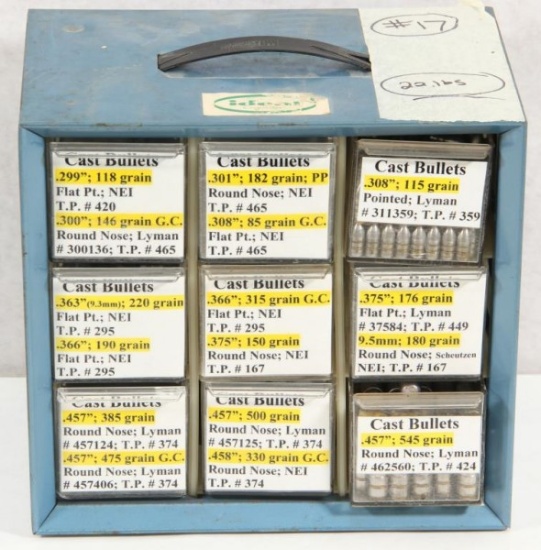 #17
22 lbs
ideal
Cast Bullets
.299"; 118 grain
Flat Pt.; NEI
T.P. # 420
.300"; 146 grain G.C.
Round Nose; Lyman
# 300136; T.P. # 465
Cast Bullets
.301"; 182 grain; PP
Round Nose; NEI
T.P. # 465
.308"; 85 grain G.C.
Flat Pt.; NEI
T.P. # 465
Cast Bullets
.308"; 115 grain
Pointed; Lyman
# 311359; T.P. # 359
Cast Bullets
.363"(9.3mm); 220 grain
Flat Pt.; NEI
T.P. # 295
.366"; 190 grain
Flat Pt.; NEI
T.P. # 295
Cast Bullets
.366"; 315 grain G.C.
Flat Pt.; NEI
T.P. # 295
.375"; 150 grain
Round Nose; NEI
T.P. # 167
Cast Bullets
.375"; 176 grain
Flat Pt.; Lyman
# 37584; T.P. # 449
9.5mm; 180 grain
Round Nose; Scheutzen
NEI; T.P. # 167
Cast Bullets
.457"; 385 grain
Round Nose; Lyman
# 457124; T.P. # 374
.457"; 475 grain G.C.
Round Nose; Lyman
# 457406; T.P. # 374
Cast Bullets
.457"; 500 grain
Round Nose; Lyman
# 457125; T.P. # 374
.458"; 330 grain G.C.
Round Nose; NEI
T.P. # 374
Cast Bullets
.457"; 545 grain
Round Nose; Lyman
# 462560; T.P. # 424